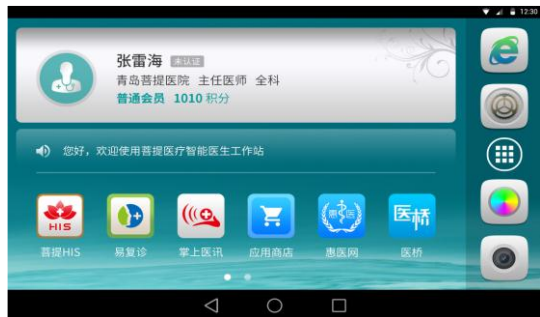 12:30
张雷海 未认证
青岛菩提医院 主任医师 全科
普通会员 1010 积分
您好，欢迎使用菩提医疗智能医生工作站
HIS
医桥
菩提HIS 易复诊 掌上医讯 应用商店 惠医网 医桥